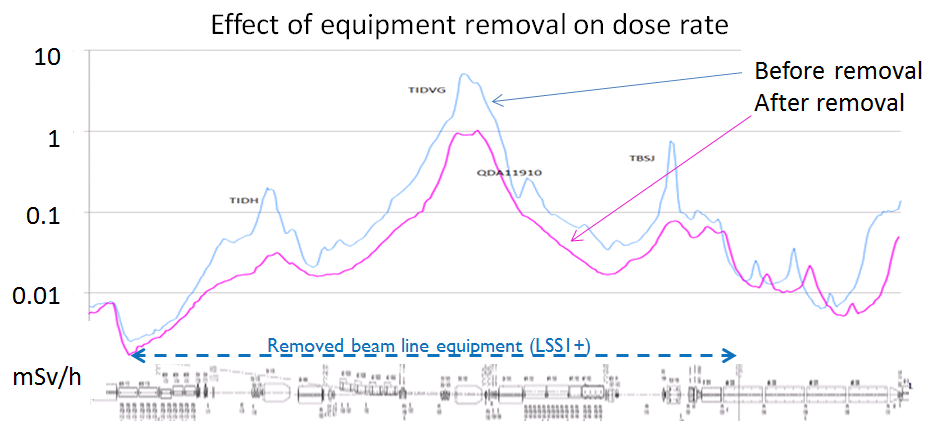 Effect of equipment removal on dose rate
10
1
0.1
0.01
mSv/h
TIDVG
Before removal
After removal
TBSJ
QDA11910
TIDH
Removed beam line equipment (LSS1+)